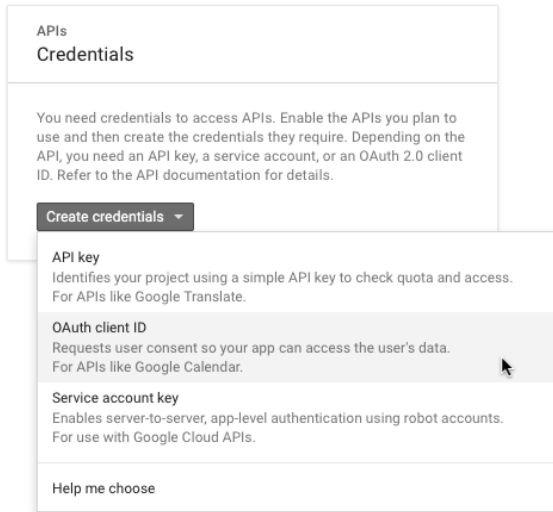 APIs
Credentials
You need credentials to access APIs. Enable the APIs you plan to
use and then create the credentials they require. Depending on the
API, you need an API key, a service account, or an OAuth 2.0 client
ID. Refer to the API documentation for details.
Create credentials
API key
Identifies your project using a simple API key to check quota and access.
For APIs like Google Translate.
OAuth client ID
Requests user consent so your app can access the user's data.
For APIs like Google Calendar.
Service account key
Enables server-to-server, app-level authentication using robot accounts.
For use with Google Cloud APIs.
Help me choose